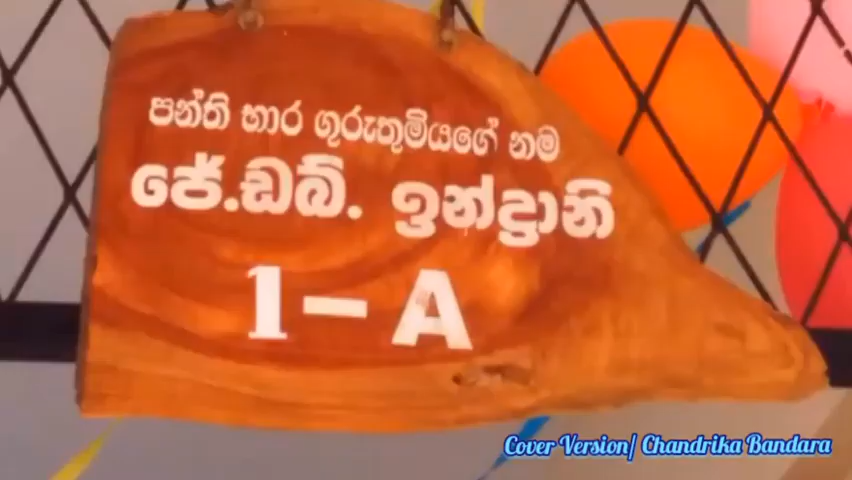 පන්ති භාර ගුරුතුමියගේ නම
ජේ.ඩබ්. ඉන්ද්‍රානි
1 – A
Cover Version/ Chandrika Bandara